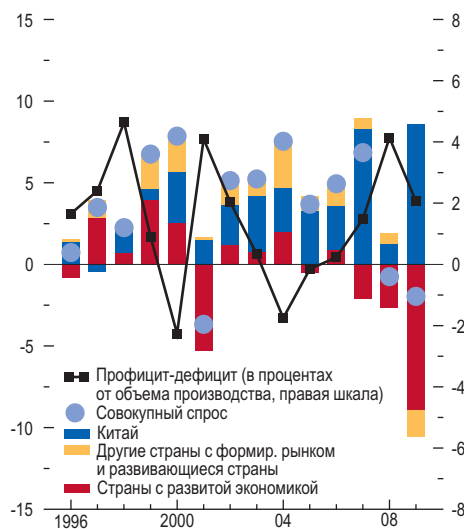 15
10
5
0
-5
-10
-15
8
6
4
2
0
-2
-4
-6
-8
Профицит-дефицит (в процентах
от объема производства, правая шкала)
Совокупный спрос
Китай
Другие страны с формир. рынком
и развивающиеся страны
Страны с развитой экономикой
1996 2000 04 08